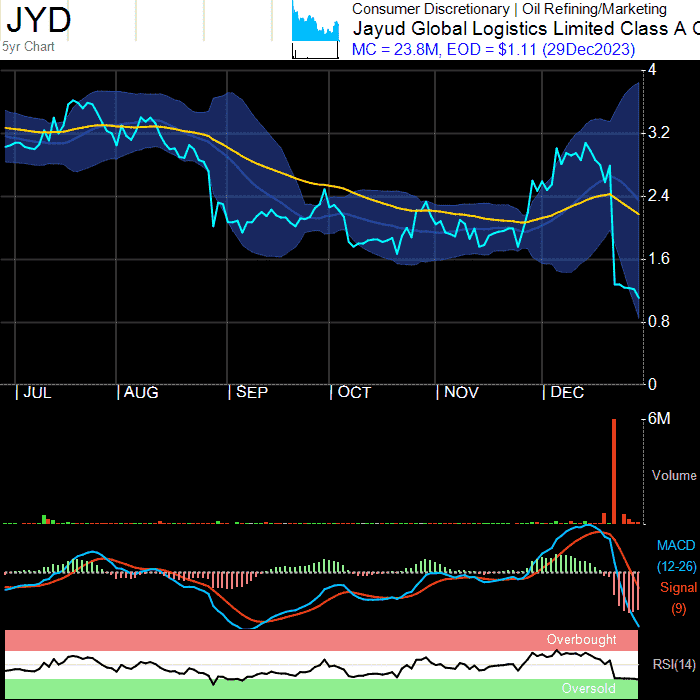 JYD
5yr Chart
Consumer Discretionary | Oil Refining/Marketing
Jayud Global Logistics Limited Class A
MC = 23.8M, EOD = $1.11 (29Dec2023)
4
3.2
2.4
1.6
0.8
0
JUL AUG SEP OCT NOV DEC
6M
Volume
MACD
(12-26)
Signal
(9)
Overbought
RSI(14)
Oversold